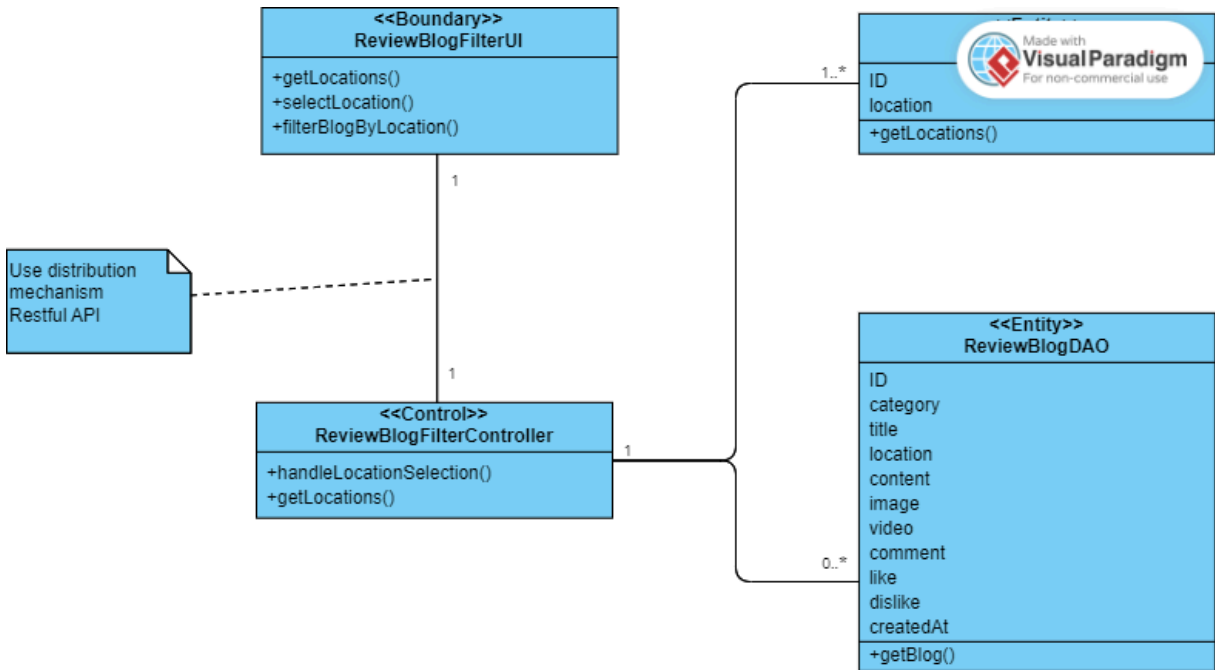 <<Boundary>>
ReviewBlogFilterUI
+getLocations()
+selectLocation()
+filterBlogByLocation()
1
Use distribution
mechanism
Restful API
1
<<Control>>
ReviewBlogFilterController
+handleLocationSelection()
+getLocations()
1
1..*
Made with
Visual Paradigm
For non-commercial use
ID
location
+getLocations()
0..*
<<Entity>>
ReviewBlogDAO
ID
category
title
location
content
image
video
comment
like
dislike
createdAt
+getBlog()